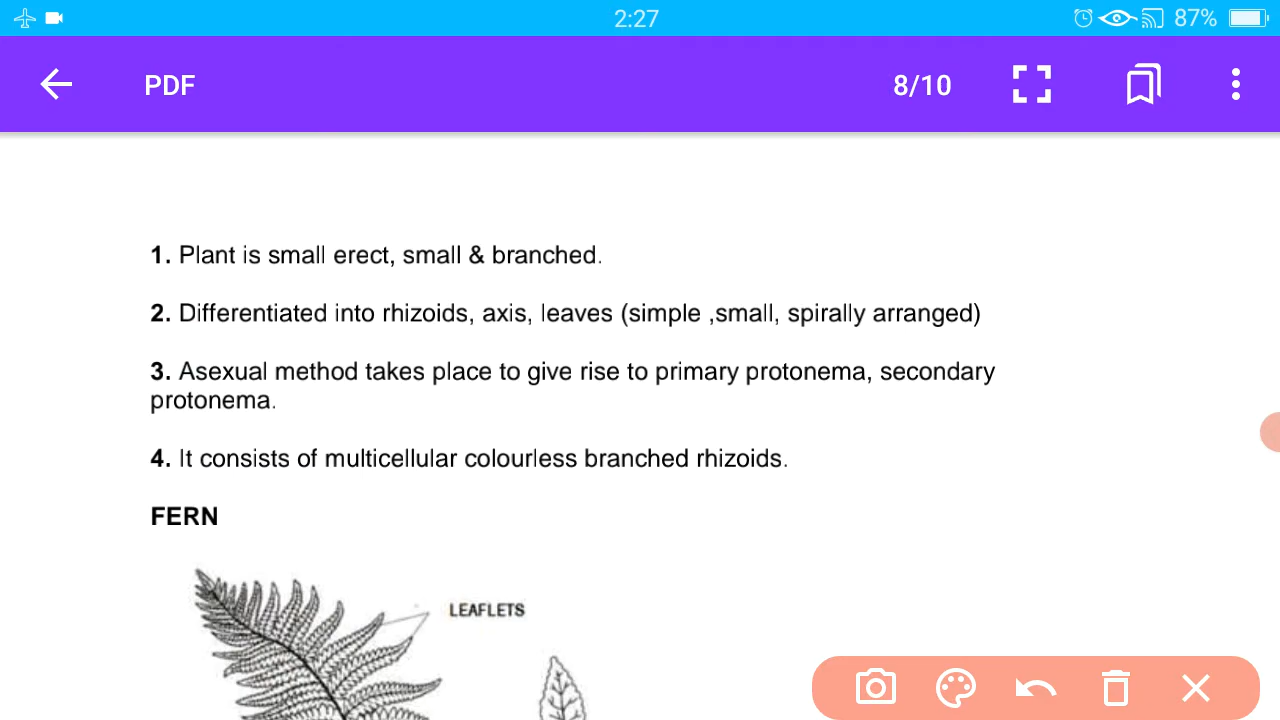 2:27
87%
PDF
8/10
1. Plant is small erect, small & branched.
2. Differentiated into rhizoids, axis, leaves (simple ,small, spirally arranged)
3. Asexual method takes place to give rise to primary protonema, secondary
protonema.
4. It consists of multicellular colourless branched rhizoids.
FERN
LEAFLETS